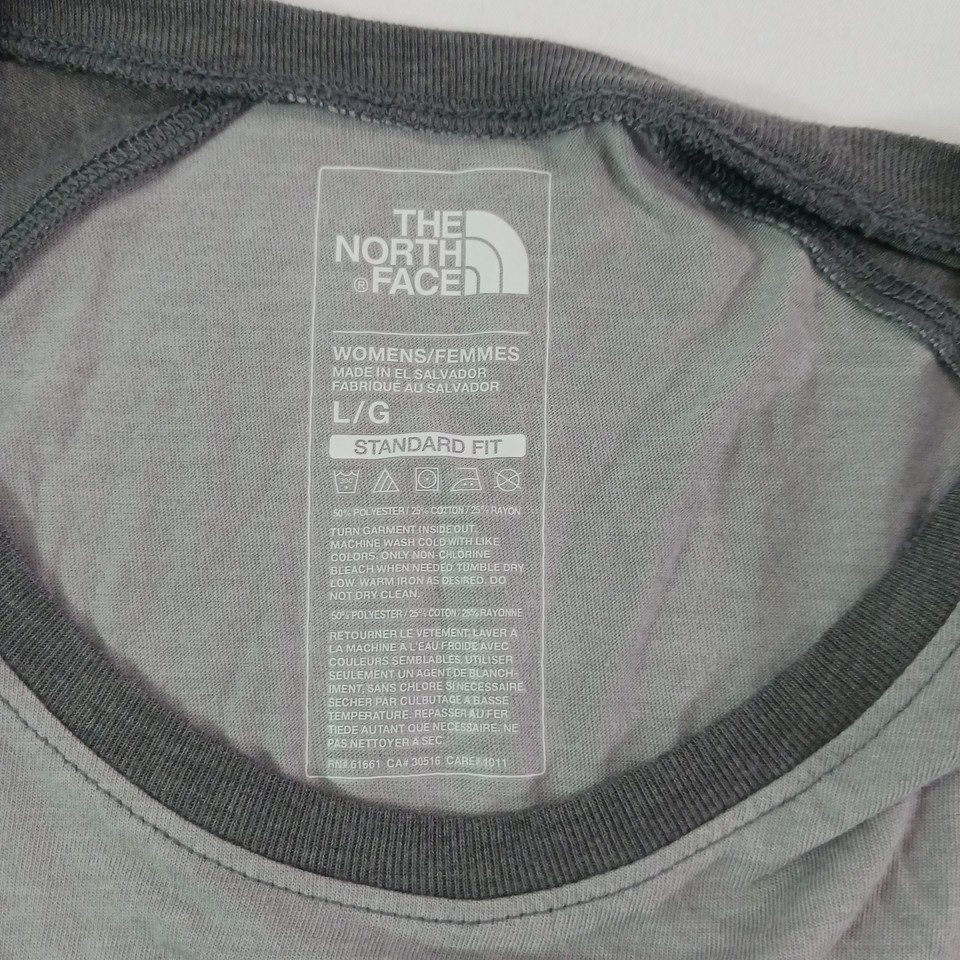 THE
NORTH
® FACE
WOMENS/FEMMES
MADE IN EL SALVADOR
FABRIQUE AU SALVADOR
L/G
STANDARD FIT
50% POLYESTER / 25% COTTON / 25% RAYON
TURN GARMENT INSIDE OUT.
MACHINE WASH COLD WITH LIKE
COLORS. ONLY NON-CHLORINE
BLEACH WHEN NEEDED. TUMBLE DRY
LOW. WARM IRON AS DESIRED. DO
NOT DRY CLEAN.
50% POLYESTER / 25% COTON / 25% RAYONNE
RETOURNER LE VETEMENT, LAVER A
LA MACHINE A L'EAU FROIDE AVEC
COULEURS SEMBLABLES, UTILISER
SEULEMENT UN AGENT DE BLANCH-
IMENT, SANS CHLORE SI NECESSAIRE.
SECHER PAR CULBUTAGE A BASSE
TEMPERATURE. REPASSER AU FER
TIEDE AUTANT QUE NECESSAIRE. NE
PAS NETTOYER A SEC.
RN# 61661 CA# 30516 CARE# 1011